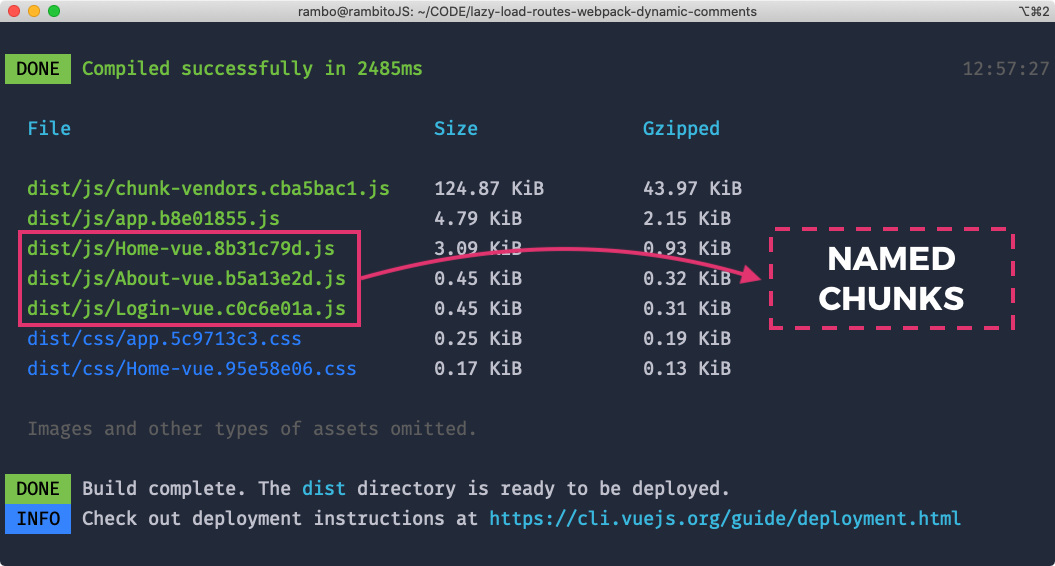 rambo@rambitoJS: ~/CODE/lazy-load-routes-webpack-dynamic-comments ⌥⌘2
DONE Compiled successfully in 2485ms 12:57:27
File Size Gzipped
dist/js/chunk-vendors.cba5bac1.js 124.87 KiB 43.97 KiB
dist/js/app.b8e01855.js 4.79 KiB 2.15 KiB
dist/js/Home-vue.8b31c79d.js 3.09 KiB 0.93 KiB
dist/js/About-vue.b5a13e2d.js 0.45 KiB 0.32 KiB
dist/js/Login-vue.c0c6e01a.js 0.45 KiB 0.31 KiB
dist/css/app.5c9713c3.css 0.25 KiB 0.19 KiB
dist/css/Home-vue.95e58e06.css 0.17 KiB 0.13 KiB
NAMED
CHUNKS
Images and other types of assets omitted.
DONE Build complete. The dist directory is ready to be deployed.
INFO Check out deployment instructions at https://cli.vuejs.org/guide/deployment.html